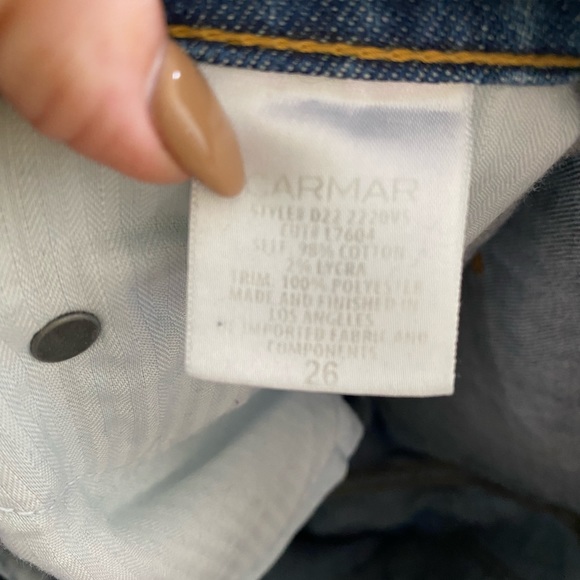 CARMAR
STYLE# D22 2220VS
CUT# 17604
SELF: 98% COTTON
2% LYCRA
TRIM: 100% POLYESTER
MADE AND FINISHED IN
LOS ANGELES
IMPORTED FABRIC AND
COMPONENTS
26